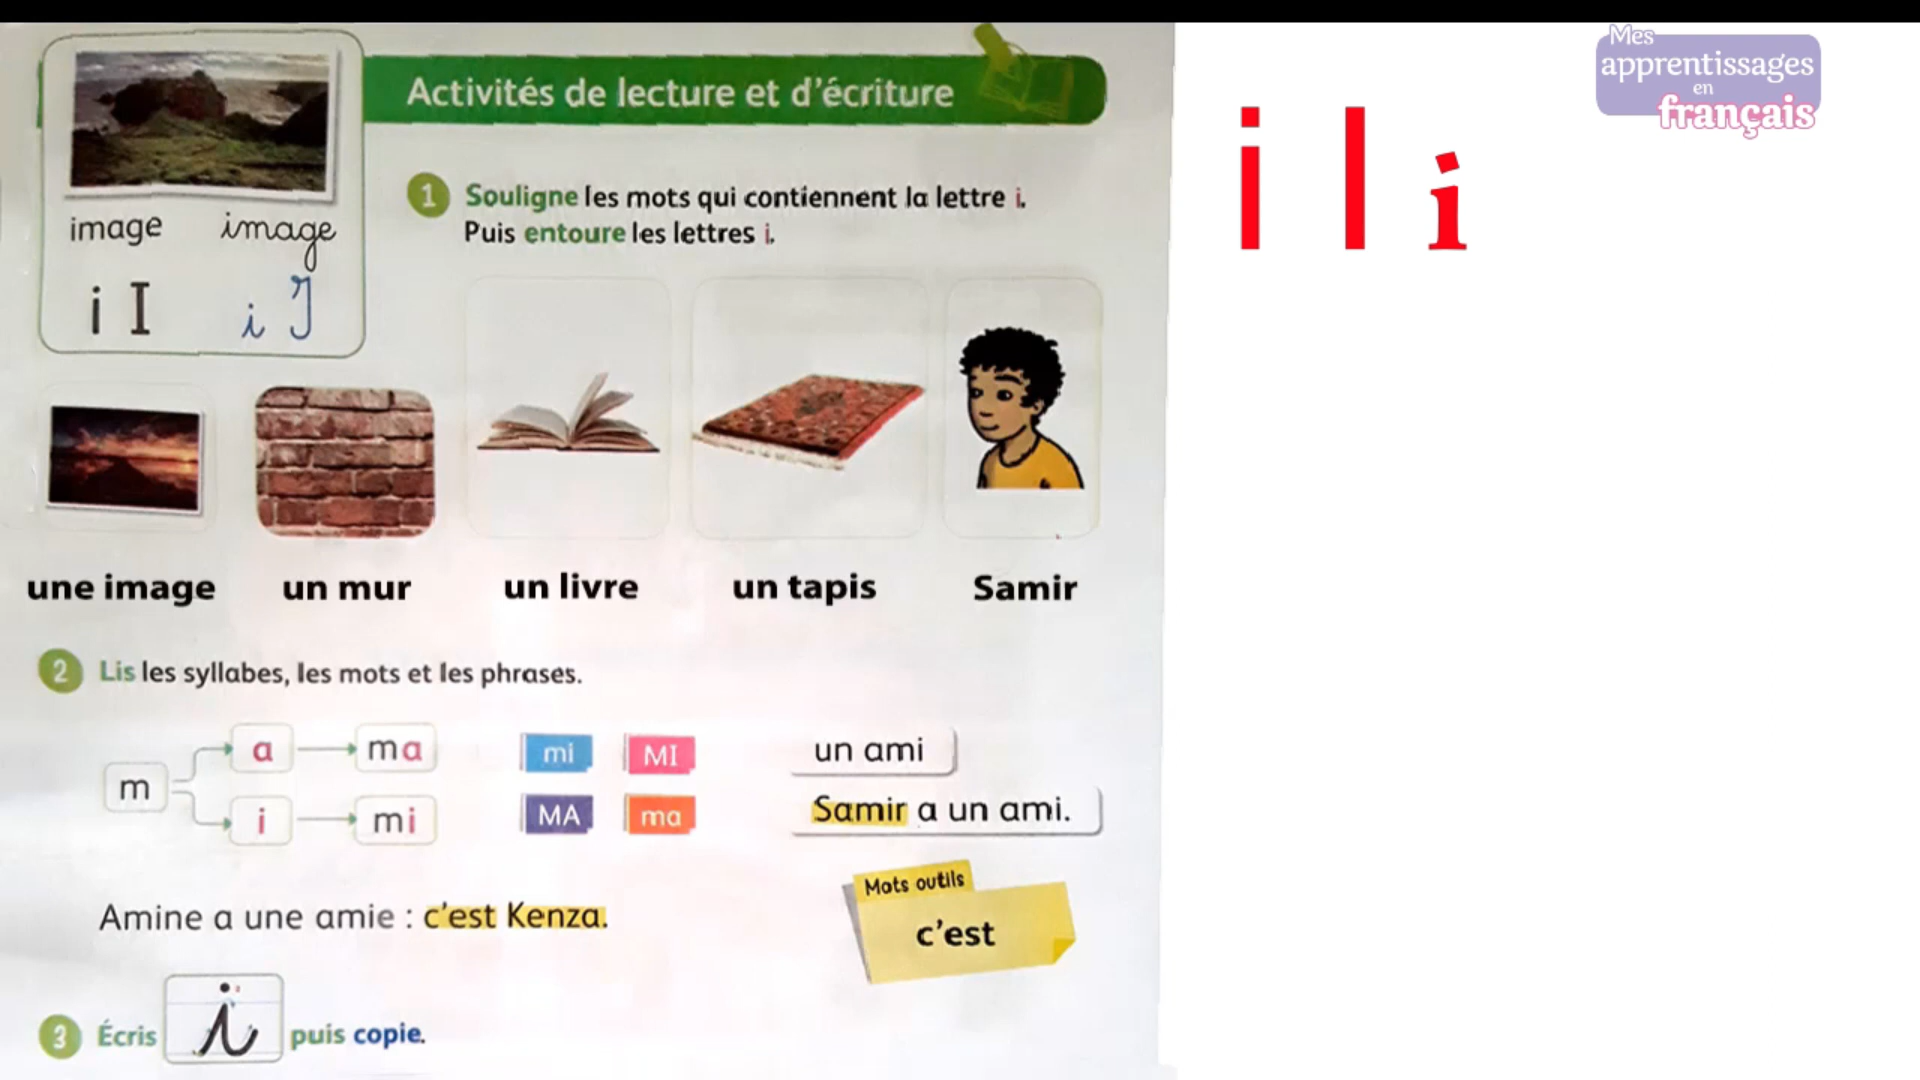 Activités de lecture et d'écriture
image image
i I i I
1 Souligne les mots qui contiennent la lettre i.
Puis entoure les lettres i.
une image un mur un livre un tapis Samir
2 Lis les syllabes, les mots et les phrases.
m a ma
i mi
mi MI
MA ma
un ami
Samir a un ami.
Amine a une amie : c'est Kenza.
Mots outils
c'est
3 Écris i puis copie.
i I i
Mes
apprentissages
en
français